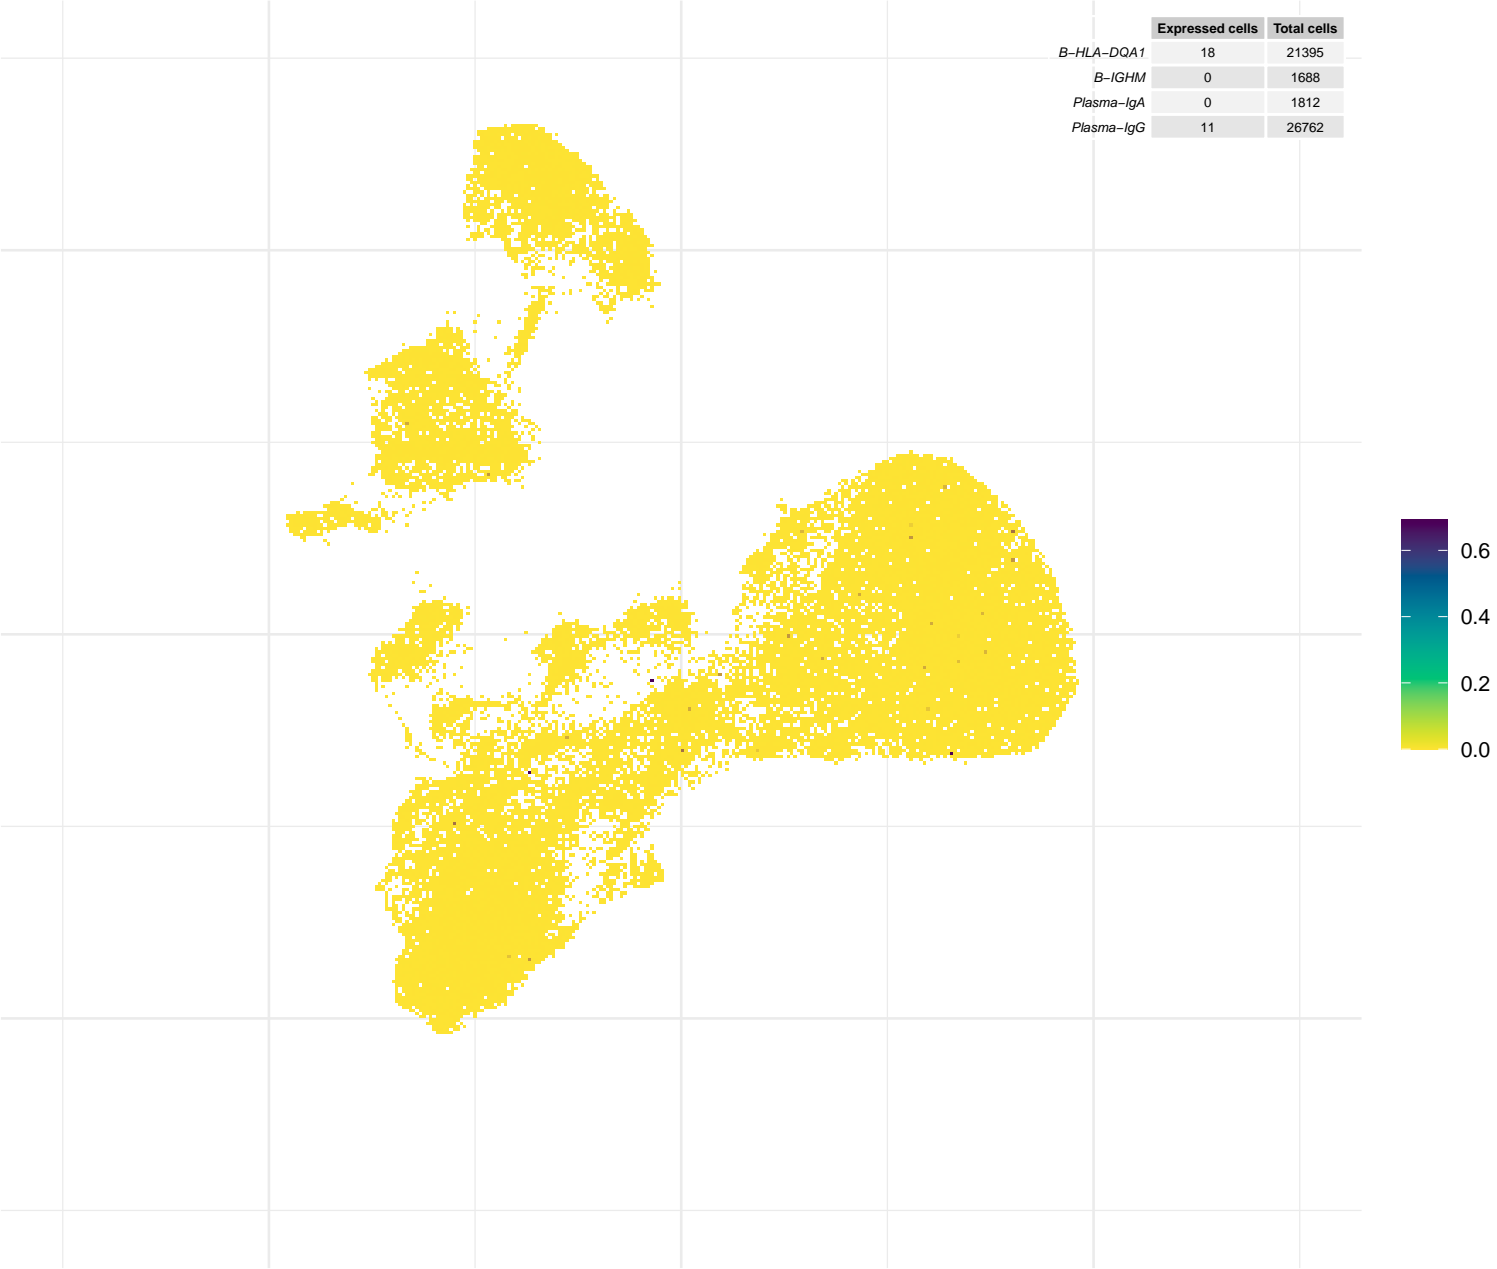 Expressed cells Total cells
B−HLA−DQA1 18 21395
B−IGHM 0 1688
Plasma−IgA 0 1812
Plasma−IgG 11 26762
0.6
0.4
0.2
0.0